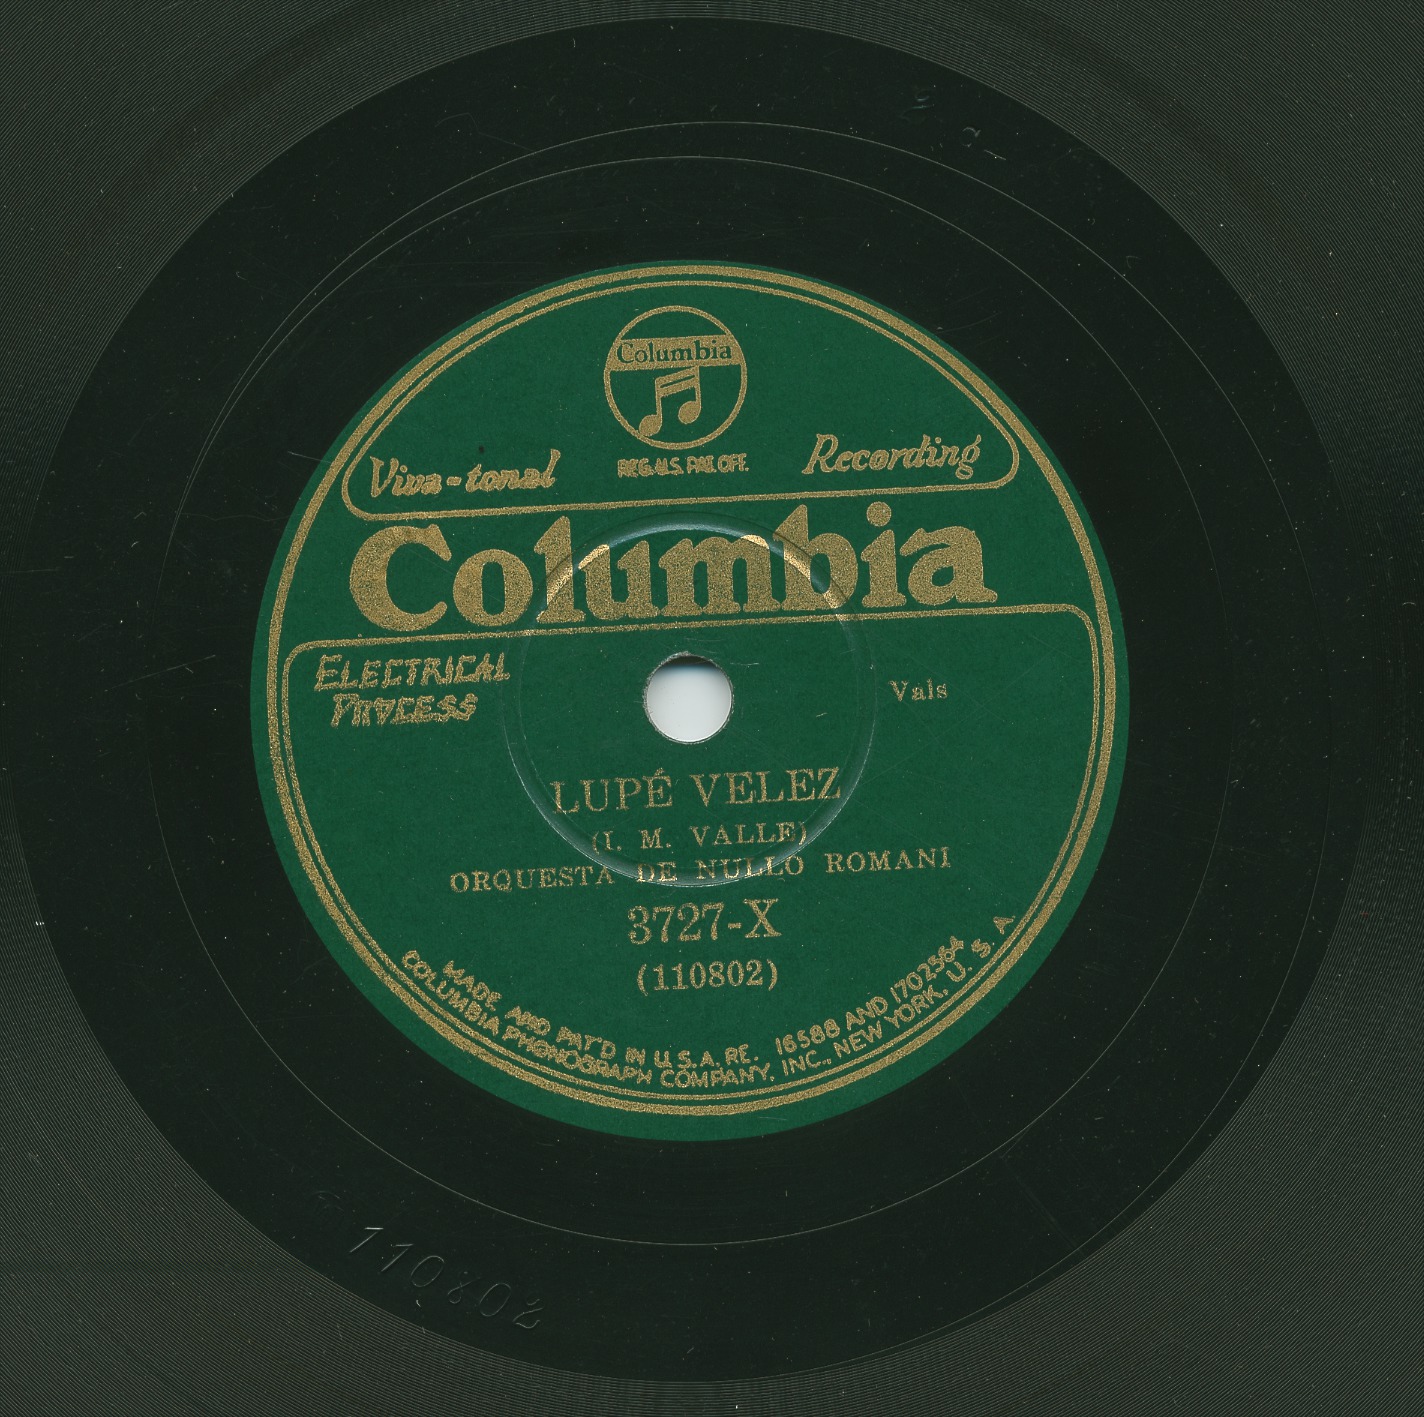 Columbia
REG. U.S. PAT. OFF.
Viva-tonal Recording
Columbia
ELECTRICAL
PROCESS
Vals
LUPÉ VELEZ
(I. M. VALLE)
ORQUESTA DE NULLO ROMANI
3727-X
(110802)
MADE AND PAT'D IN U.S.A. RE. 16588 AND 1702564
COLUMBIA PHONOGRAPH COMPANY, INC., NEW YORK, U. S. A.
110802